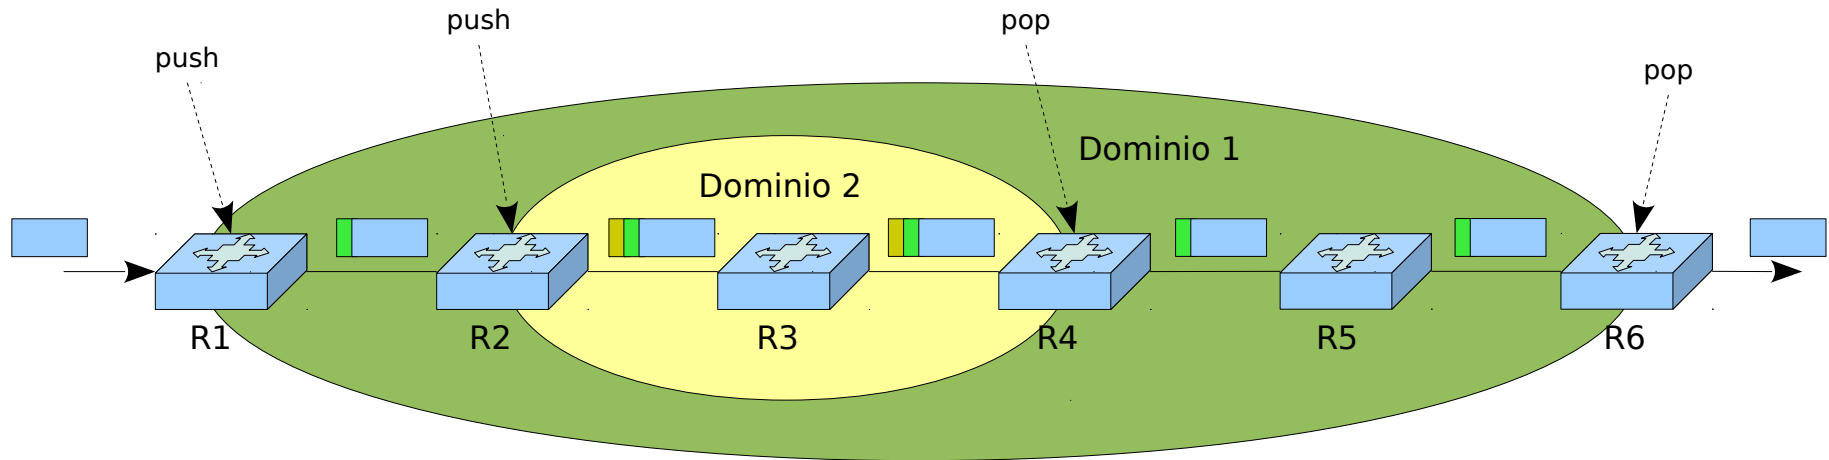 push
push
pop
pop
Dominio 1
Dominio 2
R1
R2
R3
R4
R5
R6